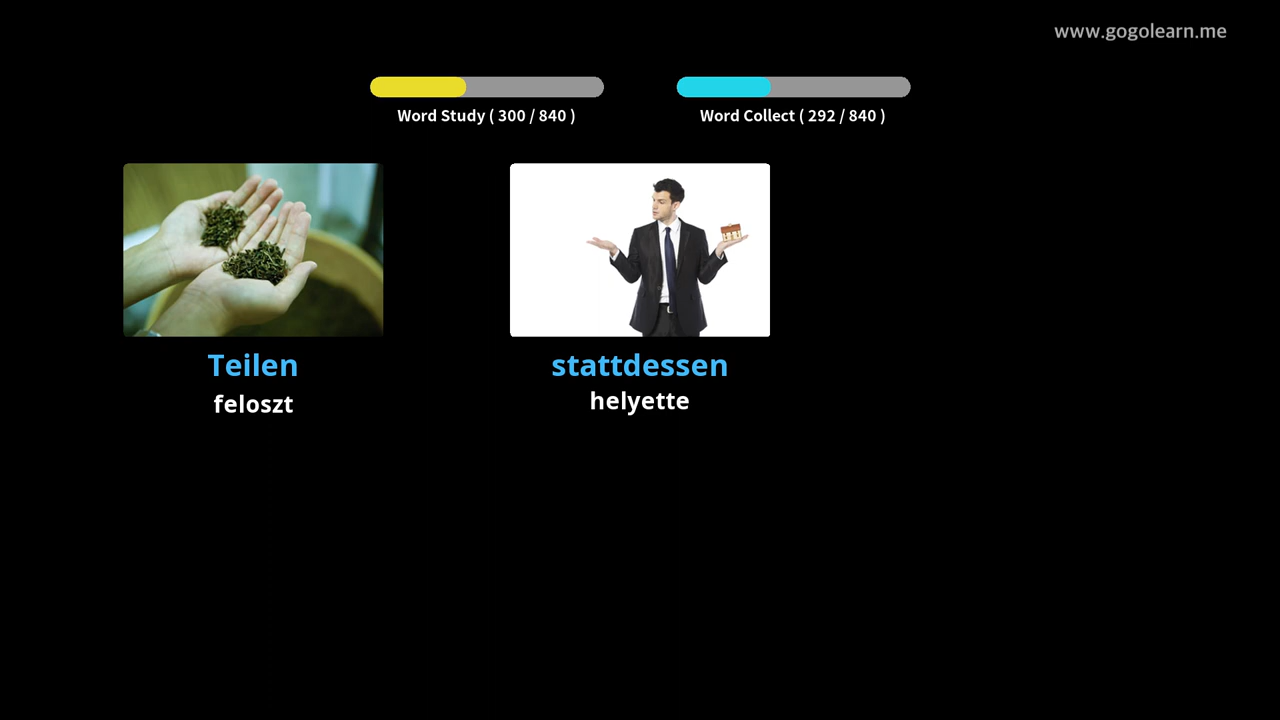 www.gogolearn.me
Word Study ( 300 / 840 )
Word Collect ( 292 / 840 )
Teilen
feloszt
stattdessen
helyette